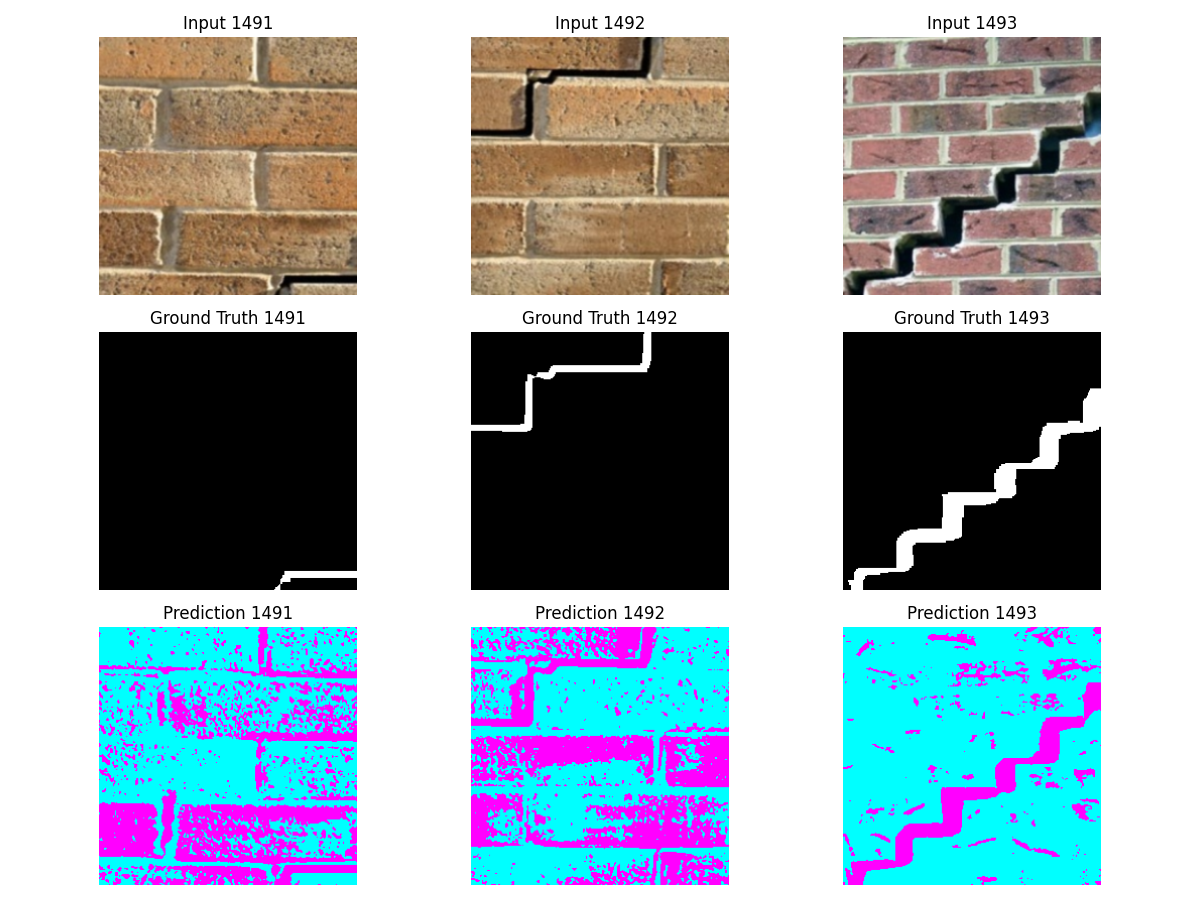 Input 1491
Input 1492
Input 1493
Ground Truth 1491
Ground Truth 1492
Ground Truth 1493
Prediction 1491
Prediction 1492
Prediction 1493